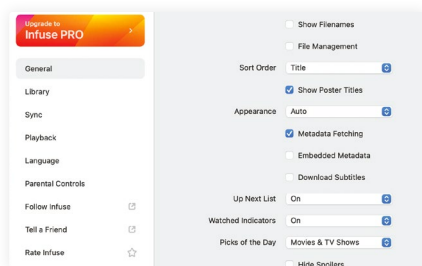 Upgrade to
Infuse PRO
General
Library
Sync
Playback
Language
Parental Controls
Follow Infuse
Tell a Friend
Rate Infuse
Show Filenames
File Management
Sort Order Title
Show Poster Titles
Appearance Auto
Metadata Fetching
Embedded Metadata
Download Subtitles
Up Next List On
Watched Indicators On
Picks of the Day Movies & TV Shows
Hide Spoilers